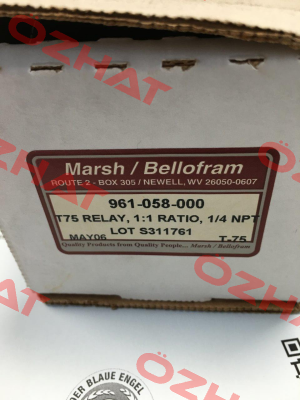 Marsh / Bellofram
ROUTE 2 - BOX 305 / NEWELL, WV 26050-0607
961-058-000
T75 RELAY, 1:1 RATIO, 1/4 NPT
LOT S311761
MAY06 T-75
Quality Products from Quality People... Marsh / Bellofram
OZHAT
OZHAT
OZHAT
OZHAT
DER BLAUE ENGEL